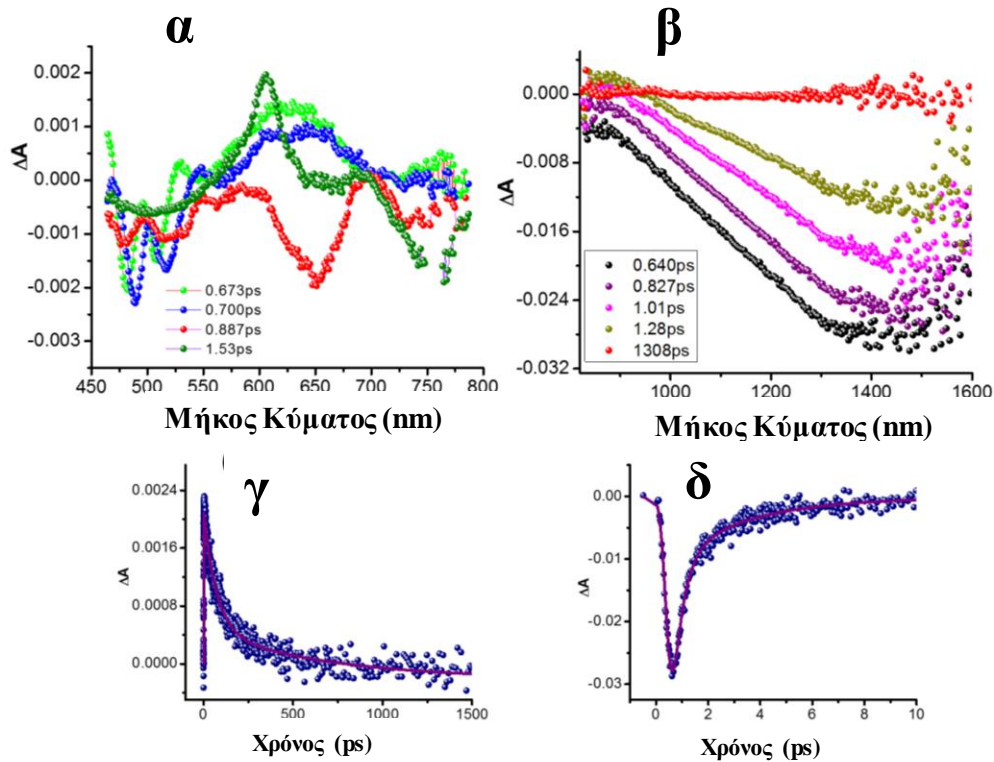 α
0.002
0.001
0.000
-0.001
-0.002
-0.003
ΔA
0.673ps
0.700ps
0.887ps
1.53ps
450 500 550 600 650 700 750 800
Μήκος Κύματος (nm)
β
0.000
-0.008
-0.016
-0.024
-0.032
ΔA
0.640ps
0.827ps
1.01ps
1.28ps
1308ps
1000 1200 1400 1600
Μήκος Κύματος (nm)
γ
0.0024
0.0016
0.0008
0.0000
ΔA
0 500 1000 1500
Χρόνος (ps)
δ
0.00
-0.01
-0.02
-0.03
ΔA
0 2 4 6 8 10
Χρόνος (ps)